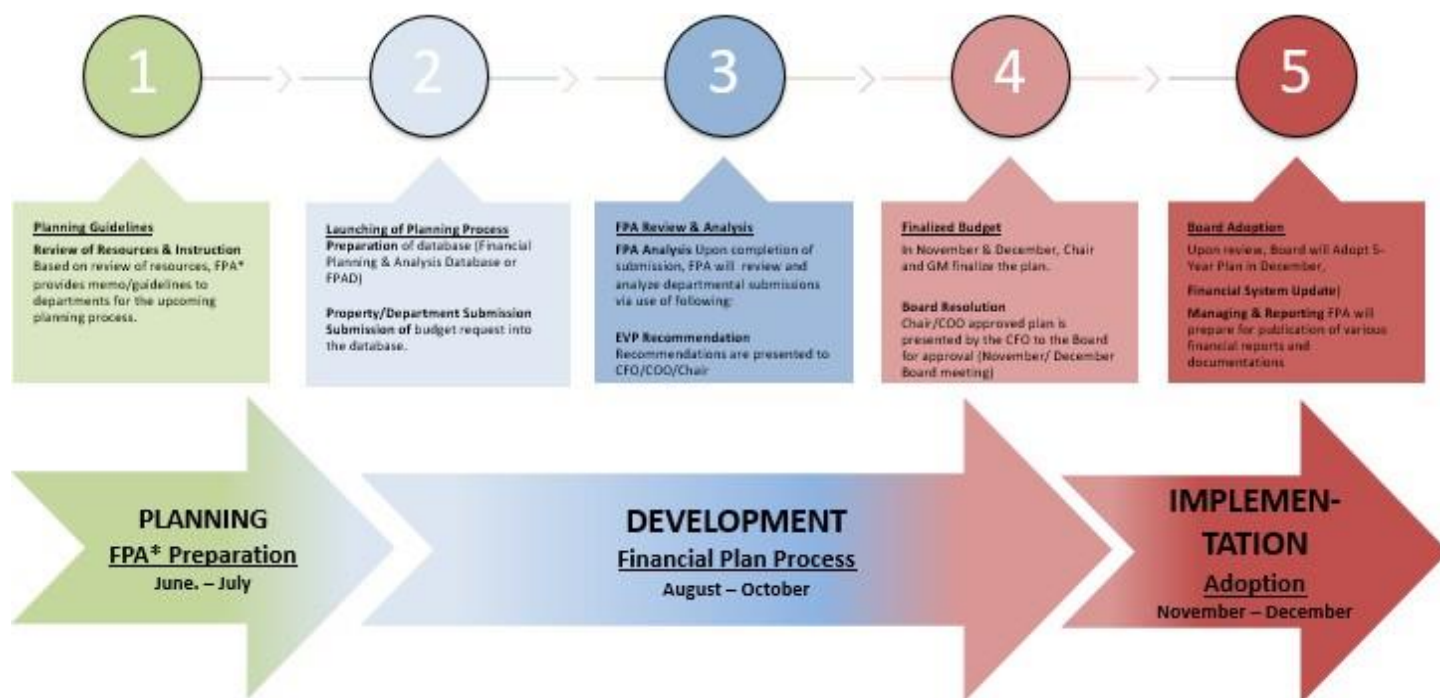 1
2
3
4
5
Planning Guidelines
Review of Resources & Instruction
Based on review of resources, FPA*
provides memo/guidelines to
departments for the upcoming
planning process.
Launching of Planning Process
Preparation of database (Financial
Planning & Analysis Database or
FPAD)
Property/Department Submission
Submission of budget request into
the database.
FPA Review & Analysis
FPA Analysis Upon completion of
submission, FPA will review and
analyze departmental submissions
via use of following:
EVP Recommendation
Recommendations are presented to
CFO/COO/Chair
Finalized Budget
In November & December, Chair
and GM finalize the plan.
Board Resolution
Chair/COO approved plan is
presented by the CFO to the Board
for approval (November/ December
Board meeting)
Board Adoption
Upon review, Board will Adopt 5-
Year Plan in December,
Financial System Update)
Managing & Reporting FPA will
prepare for publication of various
financial reports and
documentations
PLANNING
FPA* Preparation
June. – July
DEVELOPMENT
Financial Plan Process
August – October
IMPLEMEN-
TATION
Adoption
November – December